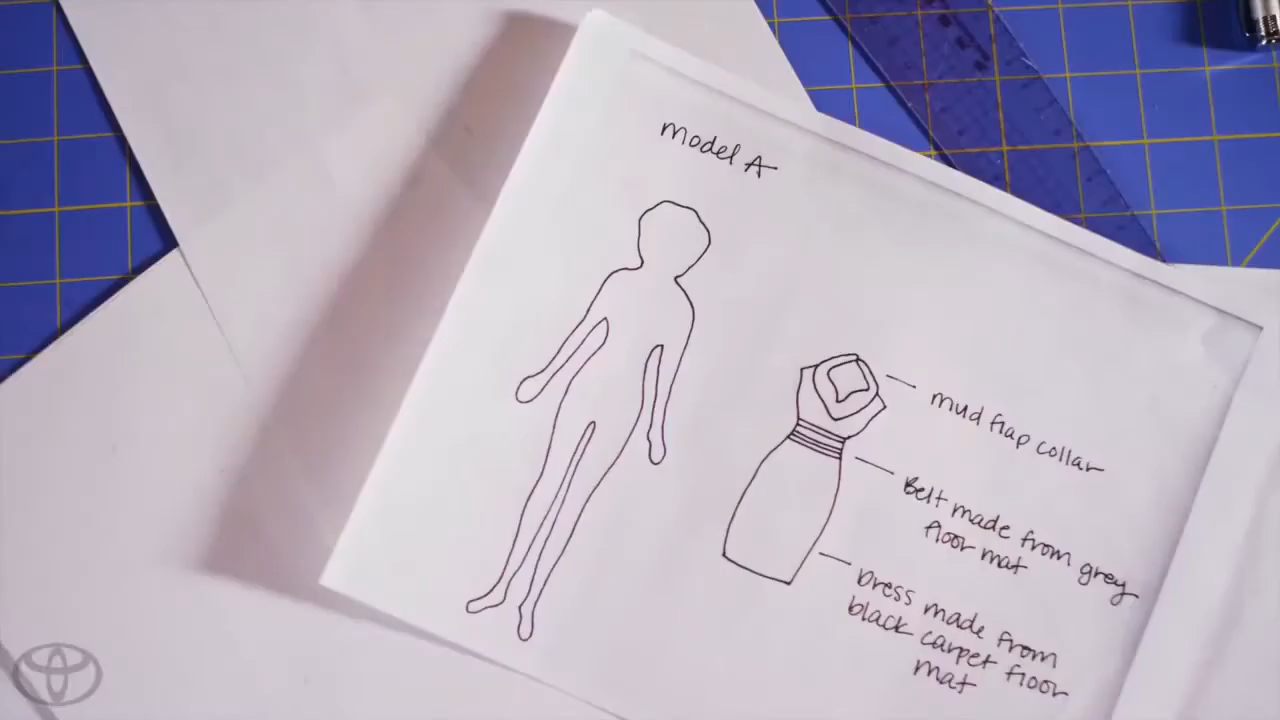 Model A
mud flap collar
Belt made from grey
floor mat
Dress made from
black carpet floor
mat